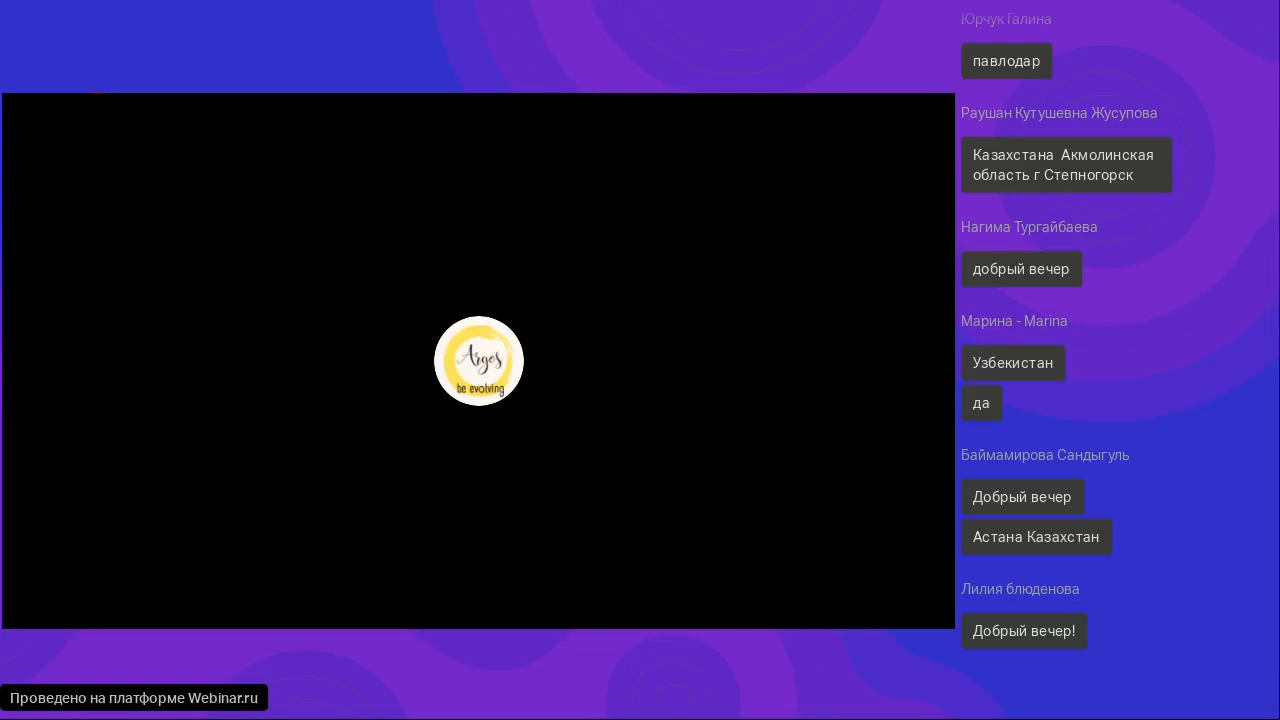 Юрчук Галина
павлодар
Раушан Кутушевна Жусупова
Казахстана Акмолинская
область г Степногорск
Нагима Тургайбаева
добрый вечер
Марина - Marina
Узбекистан
да
Баймамирова Сандыгуль
Добрый вечер
Астана Казахстан
Лилия блюденова
Добрый вечер!
Argos
be evolving
Проведено на платформе Webinar.ru